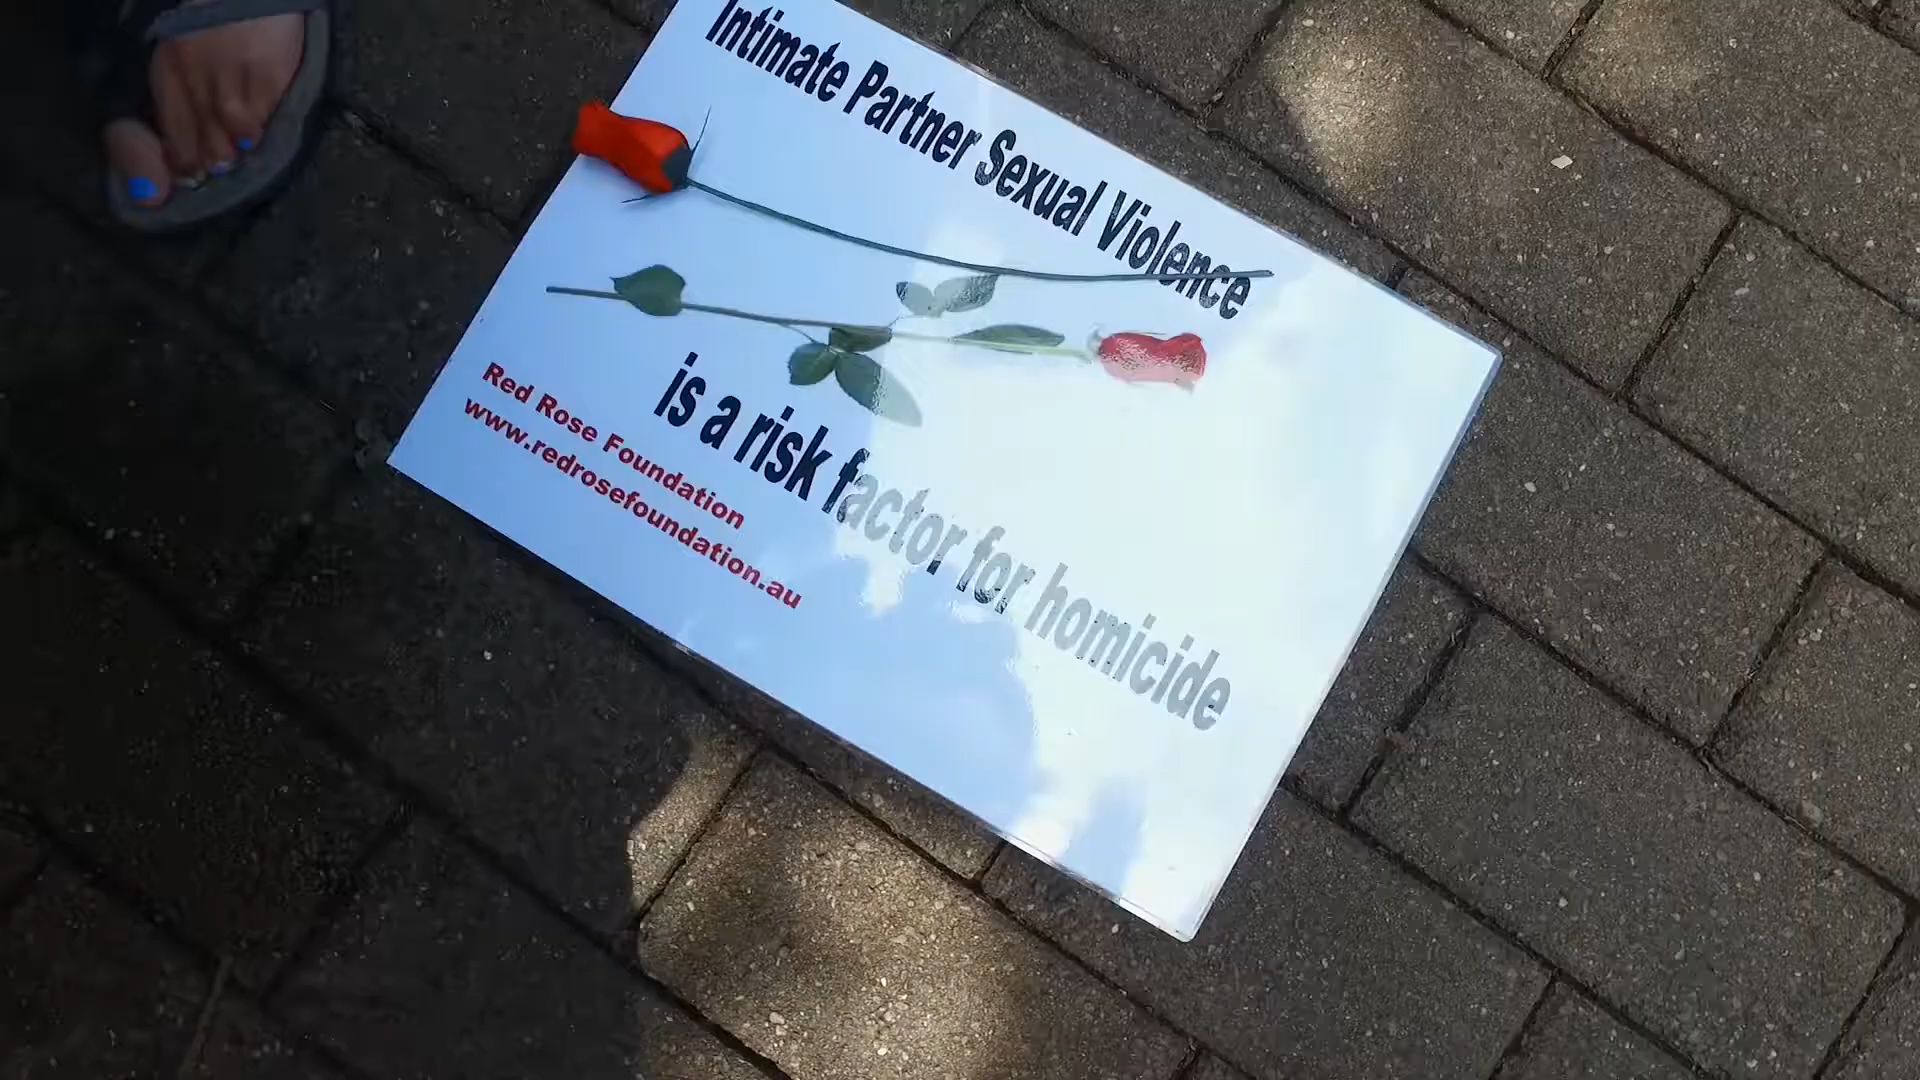 Intimate Partner Sexual Violence
is a risk factor for homicide
Red Rose Foundation
www.redrosefoundation.au